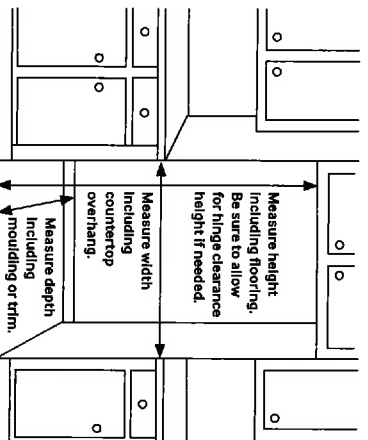 Measure height
including flooring.
Be sure to allow
for hinge clearance
height if needed.
Measure width
including
countertop
overhang.
Measure depth
including
moulding or trim.